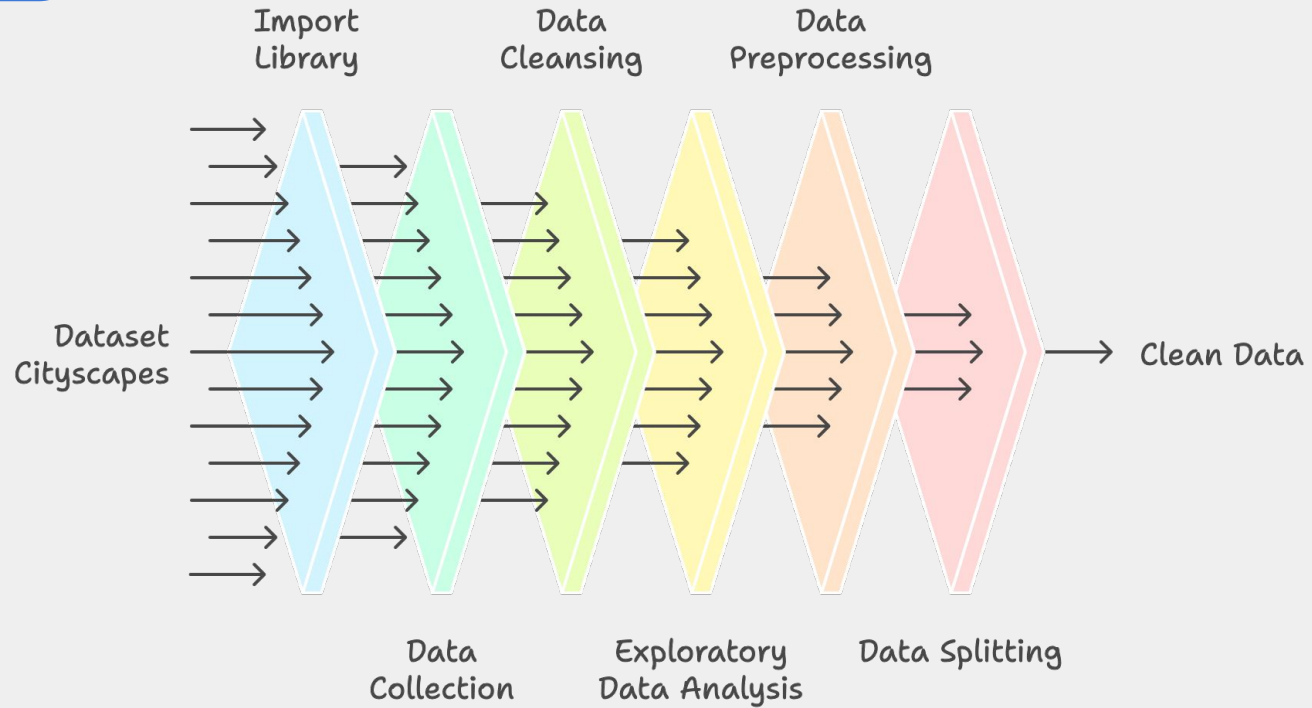 Import
Library
Data
Cleansing
Data
Preprocessing
Dataset
Cityscapes
Clean Data
Data
Collection
Exploratory
Data Analysis
Data Splitting